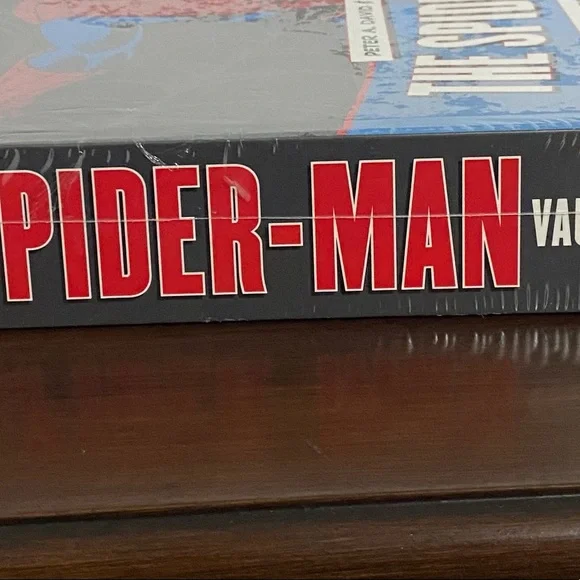 PETER A. DAVID
THE SPID
SPIDER-MAN VAU